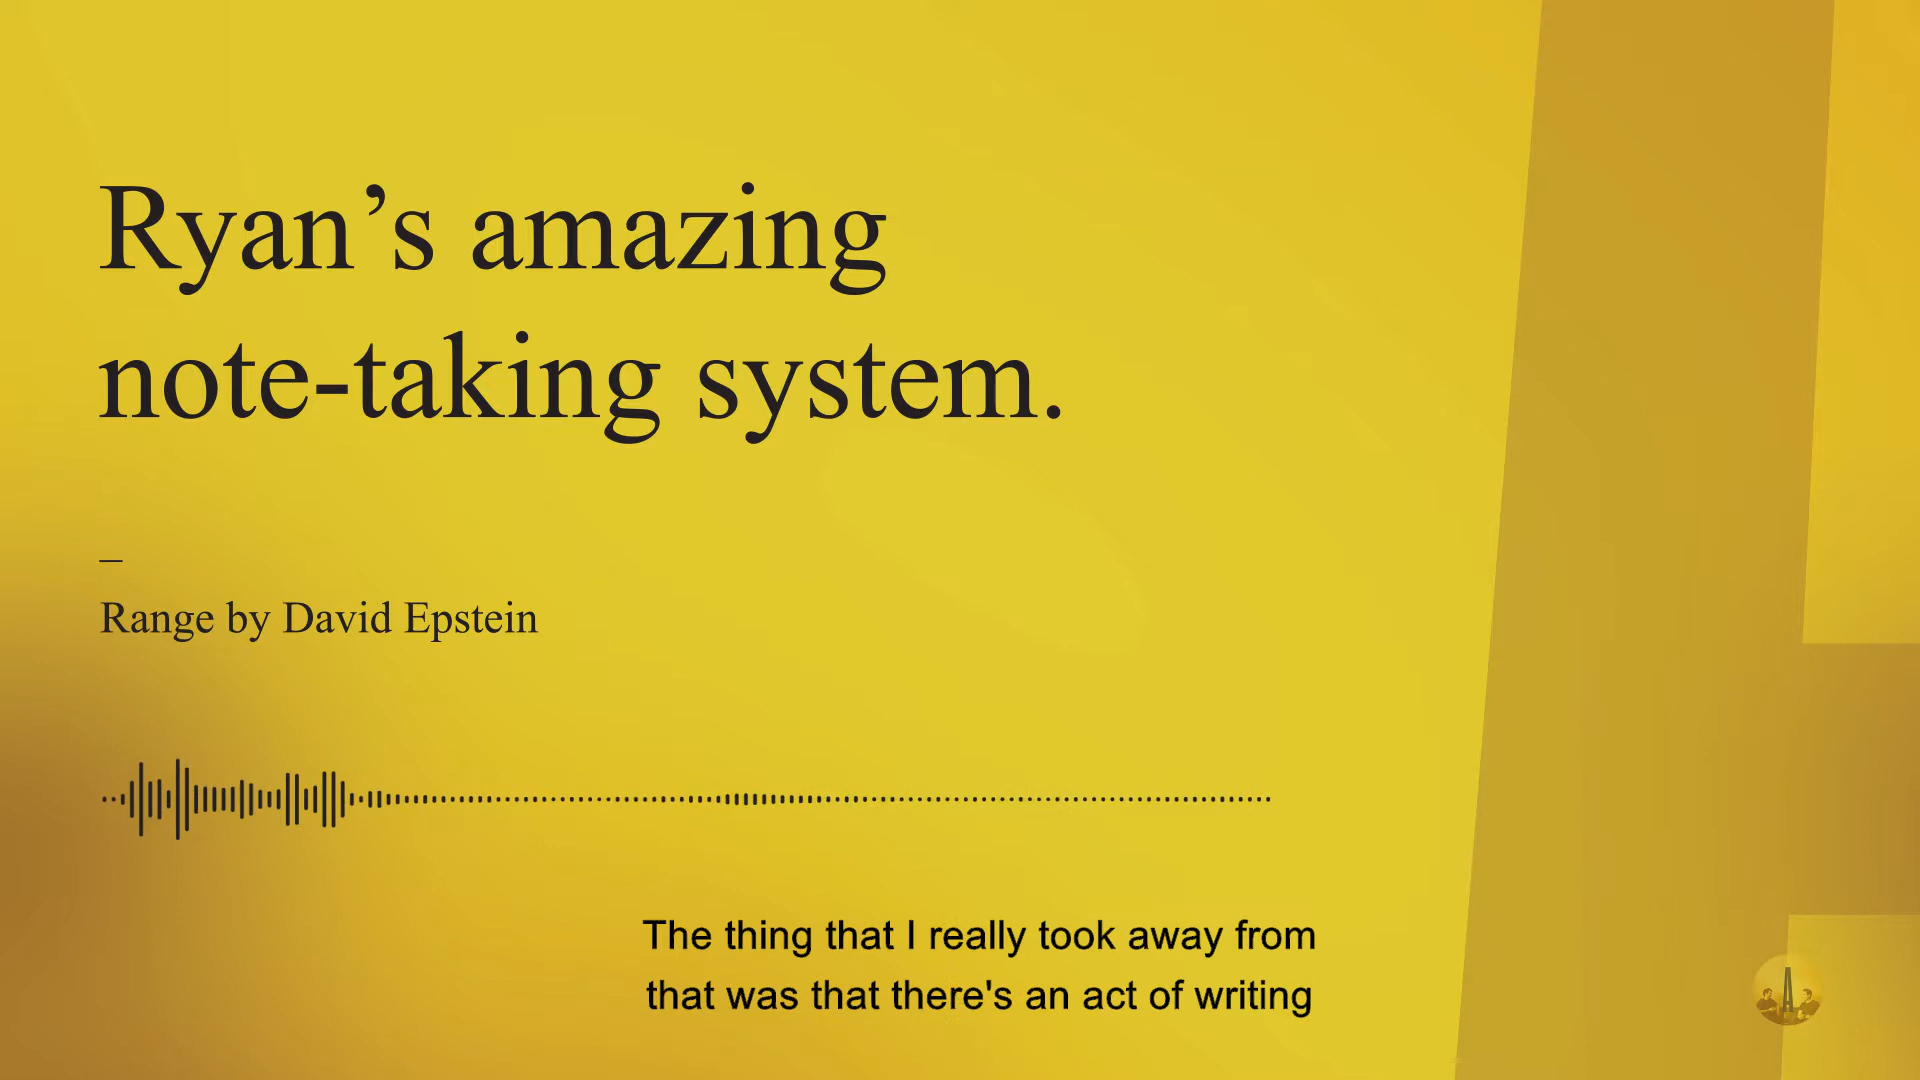 Ryan’s amazing
note-taking system.
–
Range by David Epstein
The thing that I really took away from
that was that there's an act of writing